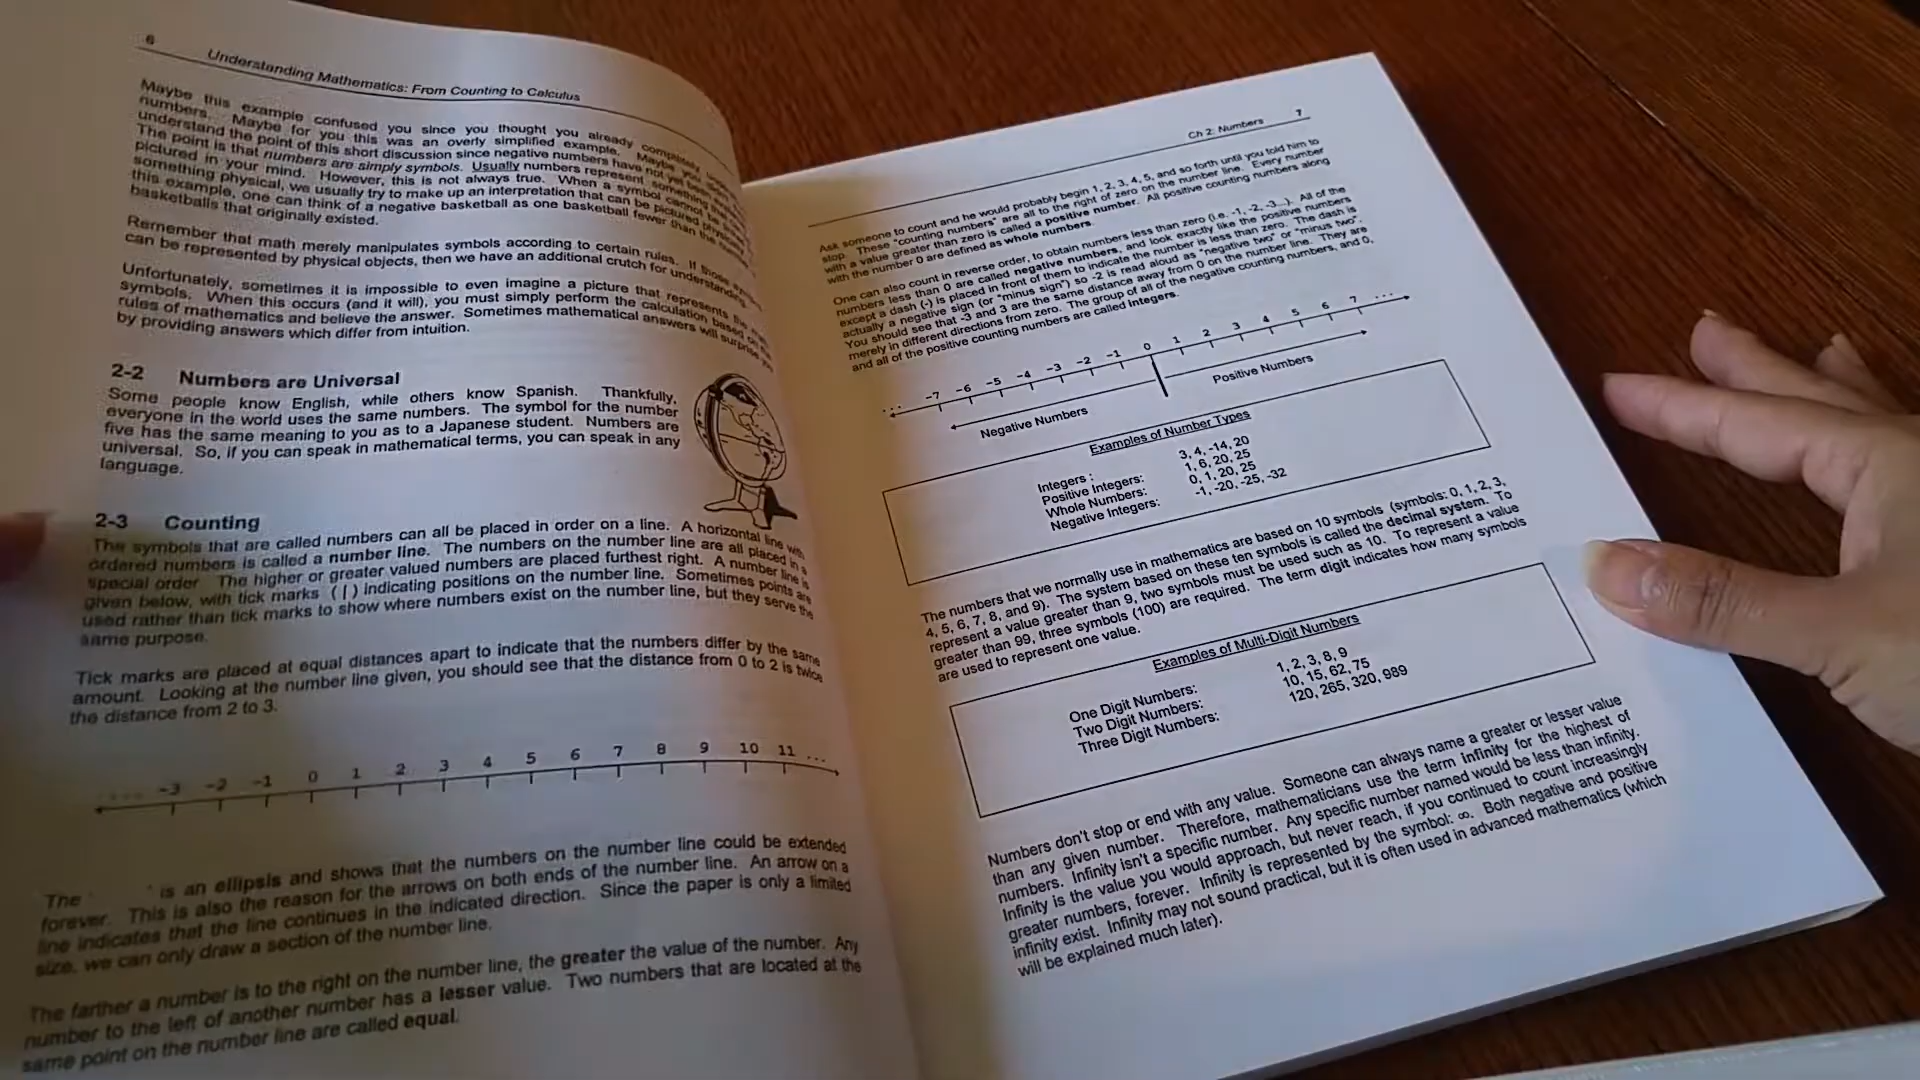 6
Understanding Mathematics: From Counting to Calculus
Maybe this example confused you since you thought you already completely
numbers. Maybe for you this was an overly simplified example. Maybe you
understand the point of this short discussion since negative numbers have not yet been
The point is that numbers are simply symbols. Usually numbers represent something
pictured in your mind. However, this is not always true. When a symbol cannot be
something physical, we usually try to make up an interpretation that can be pictured
this example, one can think of a negative basketball as one basketball fewer than the
basketballs that originally existed.
Remember that math merely manipulates symbols according to certain rules. If those
can be represented by physical objects, then we have an additional crutch for understanding
Unfortunately, sometimes it is impossible to even imagine a picture that represents the
symbols. When this occurs (and it will), you must simply perform the calculation based on the
rules of mathematics and believe the answer. Sometimes mathematical answers will surprise you
by providing answers which differ from intuition.
2-2 Numbers are Universal
Some people know English, while others know Spanish. Thankfully,
everyone in the world uses the same numbers. The symbol for the number
five has the same meaning to you as to a Japanese student. Numbers are
universal. So, if you can speak in mathematical terms, you can speak in any
language.
2-3 Counting
The symbols that are called numbers can all be placed in order on a line. A horizontal line with
ordered numbers is called a number line. The numbers on the number line are all placed in a
special order. The higher or greater valued numbers are placed furthest right. A number line is
given below, with tick marks ( | ) indicating positions on the number line. Sometimes points are
used rather than tick marks to show where numbers exist on the number line, but they serve the
same purpose.
Tick marks are placed at equal distances apart to indicate that the numbers differ by the same
amount. Looking at the number line given, you should see that the distance from 0 to 2 is twice
the distance from 2 to 3.
.... -3 -2 -1 0 1 2 3 4 5 6 7 8 9 10 11 ...
The ' ' is an ellipsis and shows that the numbers on the number line could be extended
forever. This is also the reason for the arrows on both ends of the number line. An arrow on a
line indicates that the line continues in the indicated direction. Since the paper is only a limited
size, we can only draw a section of the number line.
The farther a number is to the right on the number line, the greater the value of the number. Any
number to the left of another number has a lesser value. Two numbers that are located at the
same point on the number line are called equal.
Ch 2: Numbers 7
Ask someone to count and he would probably begin 1, 2, 3, 4, 5, and so forth until you told him to
stop. These "counting numbers" are all to the right of zero on the number line. Every number
with a value greater than zero is called a positive number. All positive counting numbers along
with the number 0 are defined as whole numbers.
One can also count in reverse order, to obtain numbers less than zero (i.e. -1, -2, -3...). All of the
numbers less than 0 are called negative numbers, and look exactly like the positive numbers
except a dash (-) is placed in front of them to indicate the number is less than zero. The dash is
actually a negative sign (or "minus sign") so -2 is read aloud as "negative two" or "minus two".
You should see that -3 and 3 are the same distance away from 0 on the number line. They are
merely in different directions from zero. The group of all of the negative counting numbers, and 0,
and all of the positive counting numbers are called integers.
... -7 -6 -5 -4 -3 -2 -1 0 1 2 3 4 5 6 7 ...
Negative Numbers Positive Numbers
Examples of Number Types
Integers : 3, 4, -14, 20
Positive Integers: 1, 6, 20, 25
Whole Numbers: 0, 1, 20, 25
Negative Integers: -1, -20, -25, -32
The numbers that we normally use in mathematics are based on 10 symbols (symbols: 0, 1, 2, 3,
4, 5, 6, 7, 8, and 9). The system based on these ten symbols is called the decimal system. To
represent a value greater than 9, two symbols must be used such as 10. To represent a value
greater than 99, three symbols (100) are required. The term digit indicates how many symbols
are used to represent one value.
Examples of Multi-Digit Numbers
One Digit Numbers: 1, 2, 3, 8, 9
Two Digit Numbers: 10, 15, 62, 75
Three Digit Numbers: 120, 265, 320, 989
Numbers don't stop or end with any value. Someone can always name a greater or lesser value
than any given number. Therefore, mathematicians use the term infinity for the highest of
numbers. Infinity isn't a specific number. Any specific number named would be less than infinity.
Infinity is the value you would approach, but never reach, if you continued to count increasingly
greater numbers, forever. Infinity is represented by the symbol: ∞. Both negative and positive
infinity exist. Infinity may not sound practical, but it is often used in advanced mathematics (which
will be explained much later).